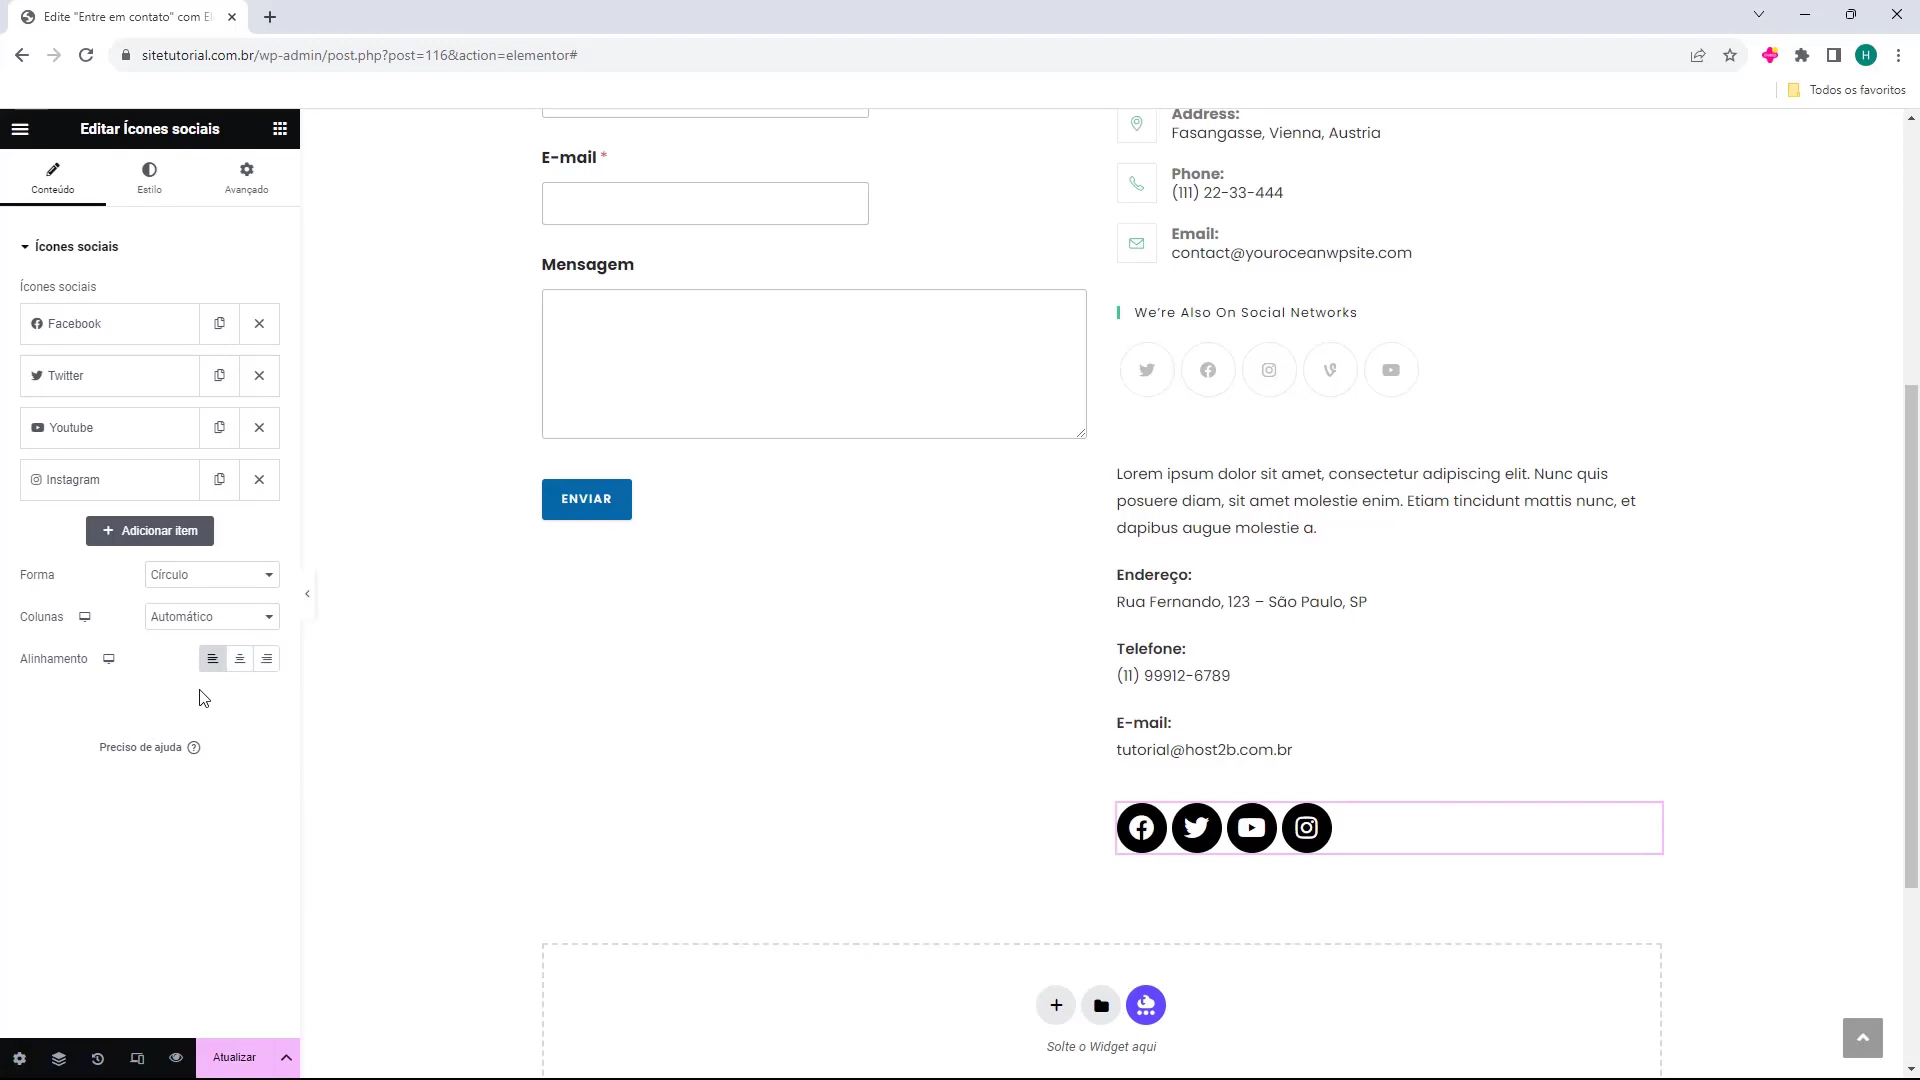 Edite "Entre em contato" com El
sitetutorial.com.br/wp-admin/post.php?post=116&action=elementor#
H
Todos os favoritos
Editar Ícones sociais
Conteúdo
Estilo
Avançado
Ícones sociais
Ícones sociais
Facebook
Twitter
Youtube
Instagram
Adicionar item
Forma
Círculo
Colunas
Automático
Alinhamento
Preciso de ajuda
Atualizar
E-mail *
Mensagem
ENVIAR
Address:
Fasangasse, Vienna, Austria
Phone:
(111) 22-33-444
Email:
contact@youroceanwpsite.com
We're Also On Social Networks
Lorem ipsum dolor sit amet, consectetur adipiscing elit. Nunc quis
posuere diam, sit amet molestie enim. Etiam tincidunt mattis nunc, et
dapibus augue molestie a.
Endereço:
Rua Fernando, 123 – São Paulo, SP
Telefone:
(11) 99912-6789
E-mail:
tutorial@host2b.com.br
Solte o Widget aqui